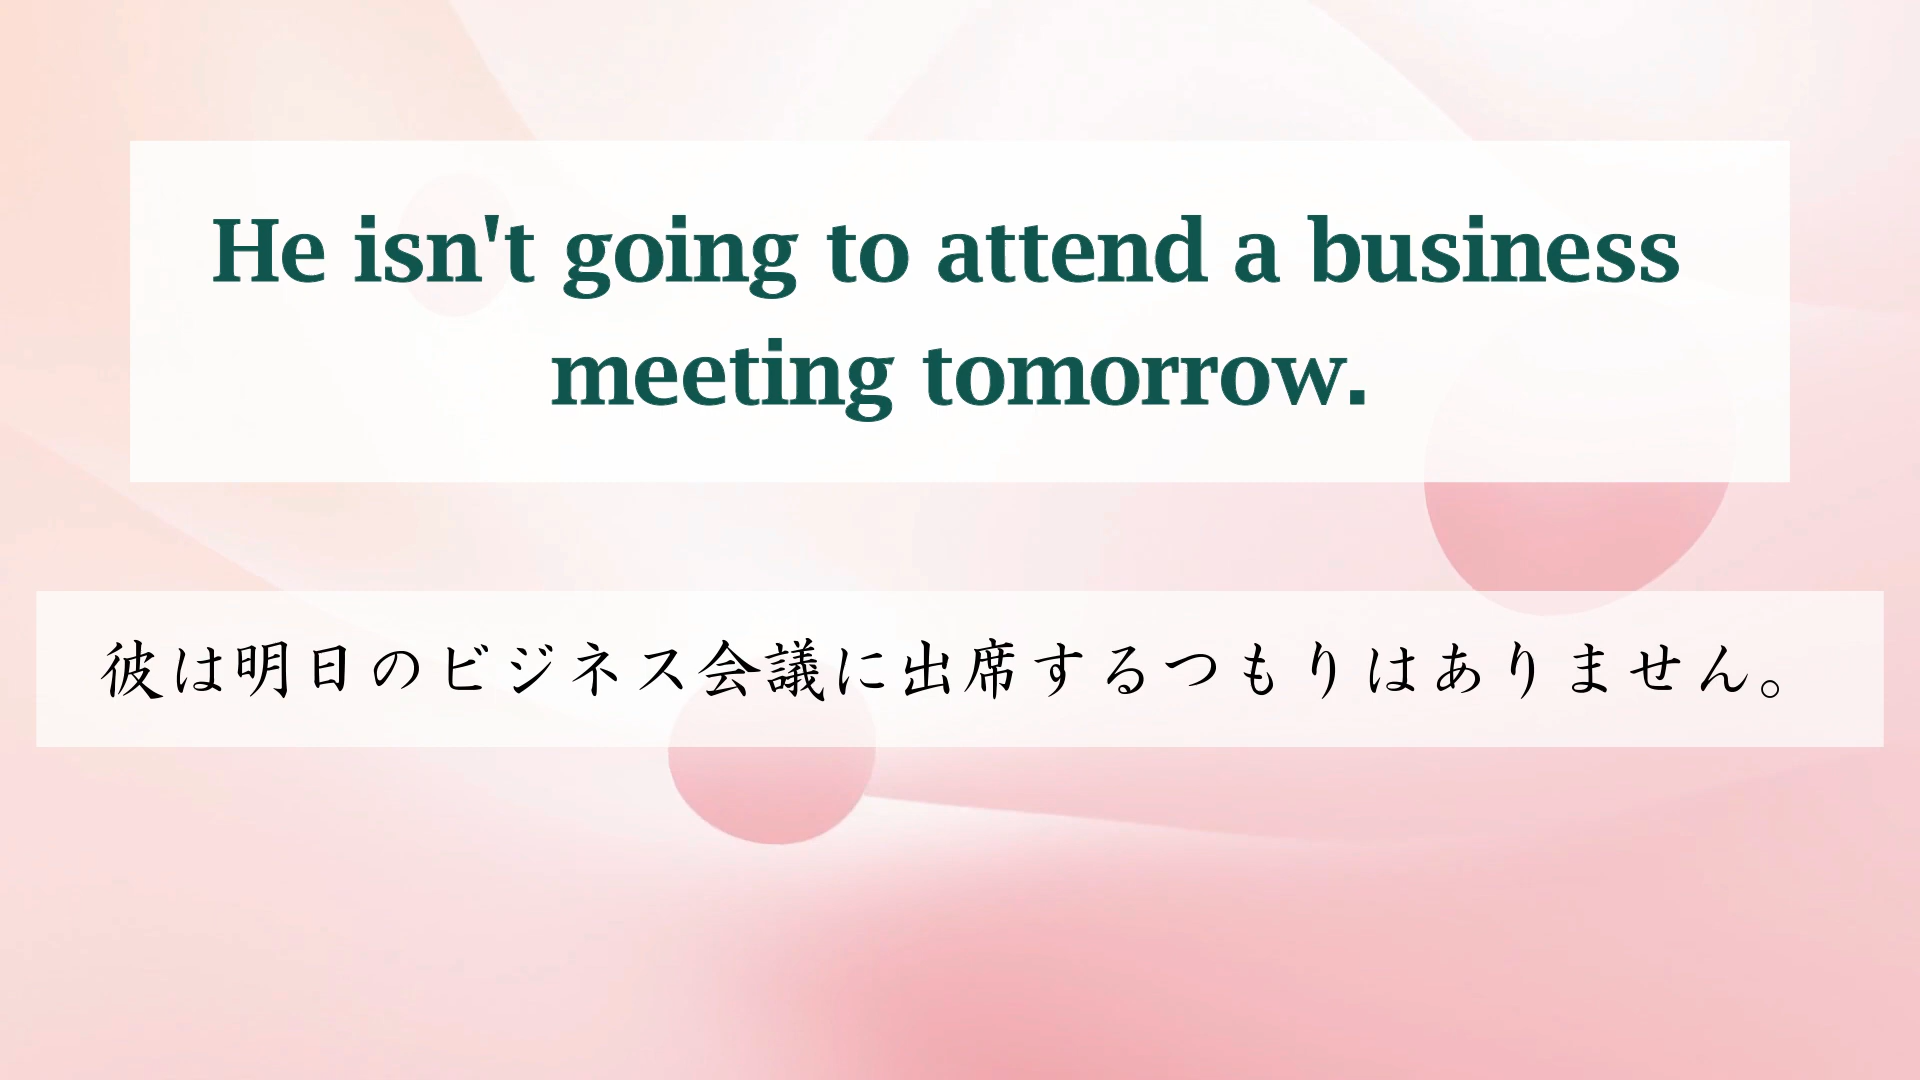 He isn't going to attend a business
meeting tomorrow.
彼は明日のビジネス会議に出席するつもりはありません。